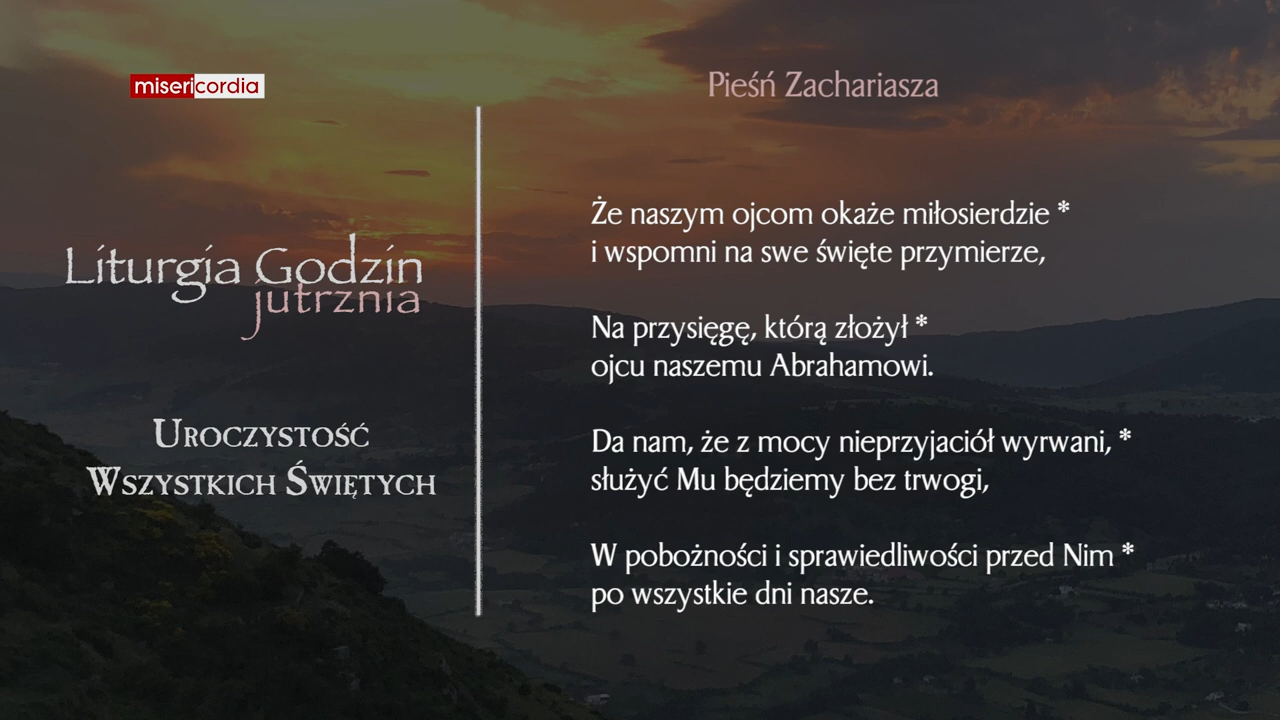 misericordia
Liturgia Godzin
jutrznia
Uroczystość
Wszystkich Świętych
Pieśń Zachariasza
Że naszym ojcom okaże miłosierdzie *
i wspomni na swe święte przymierze,
Na przysięgę, którą złożył *
ojcu naszemu Abrahamowi.
Da nam, że z mocy nieprzyjaciół wyrwani, *
służyć Mu będziemy bez trwogi,
W pobożności i sprawiedliwości przed Nim *
po wszystkie dni nasze.